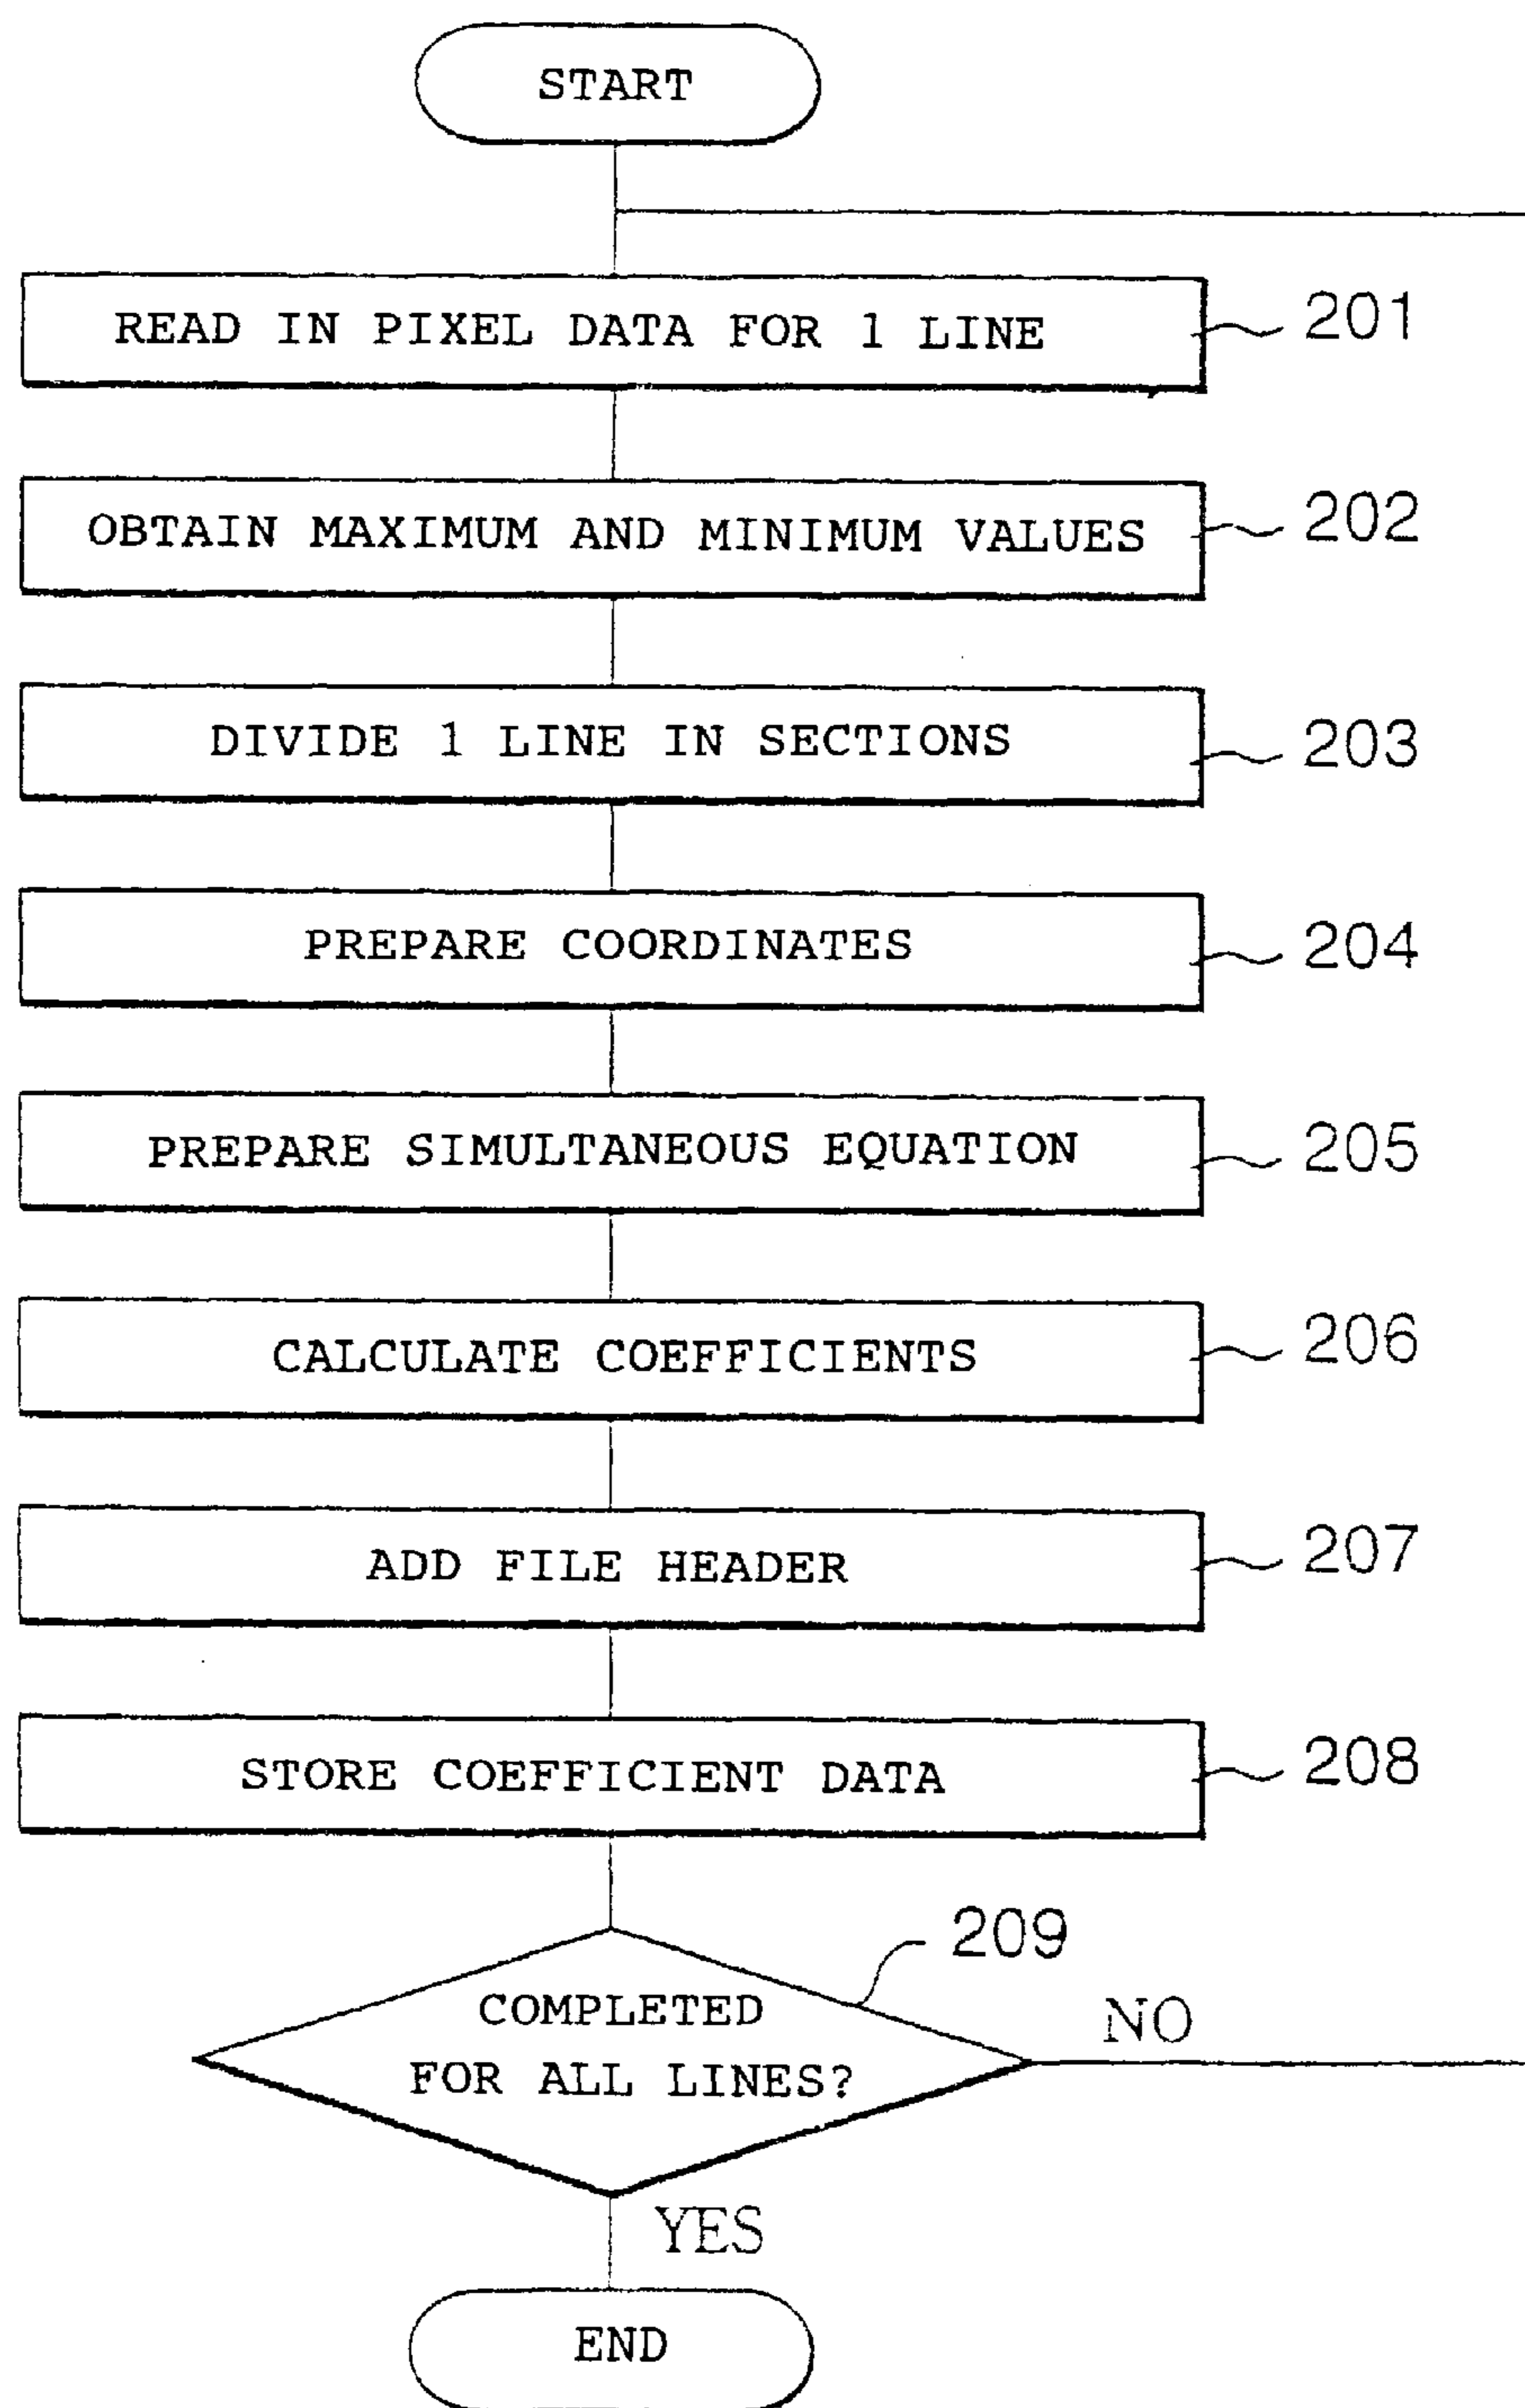 START
READ IN PIXEL DATA FOR 1 LINE
201
OBTAIN MAXIMUM AND MINIMUM VALUES
202
DIVIDE 1 LINE IN SECTIONS
203
PREPARE COORDINATES
204
PREPARE SIMULTANEOUS EQUATION
205
CALCULATE COEFFICIENTS
206
ADD FILE HEADER
207
STORE COEFFICIENT DATA
208
209
COMPLETED
FOR ALL LINES?
NO
YES
END